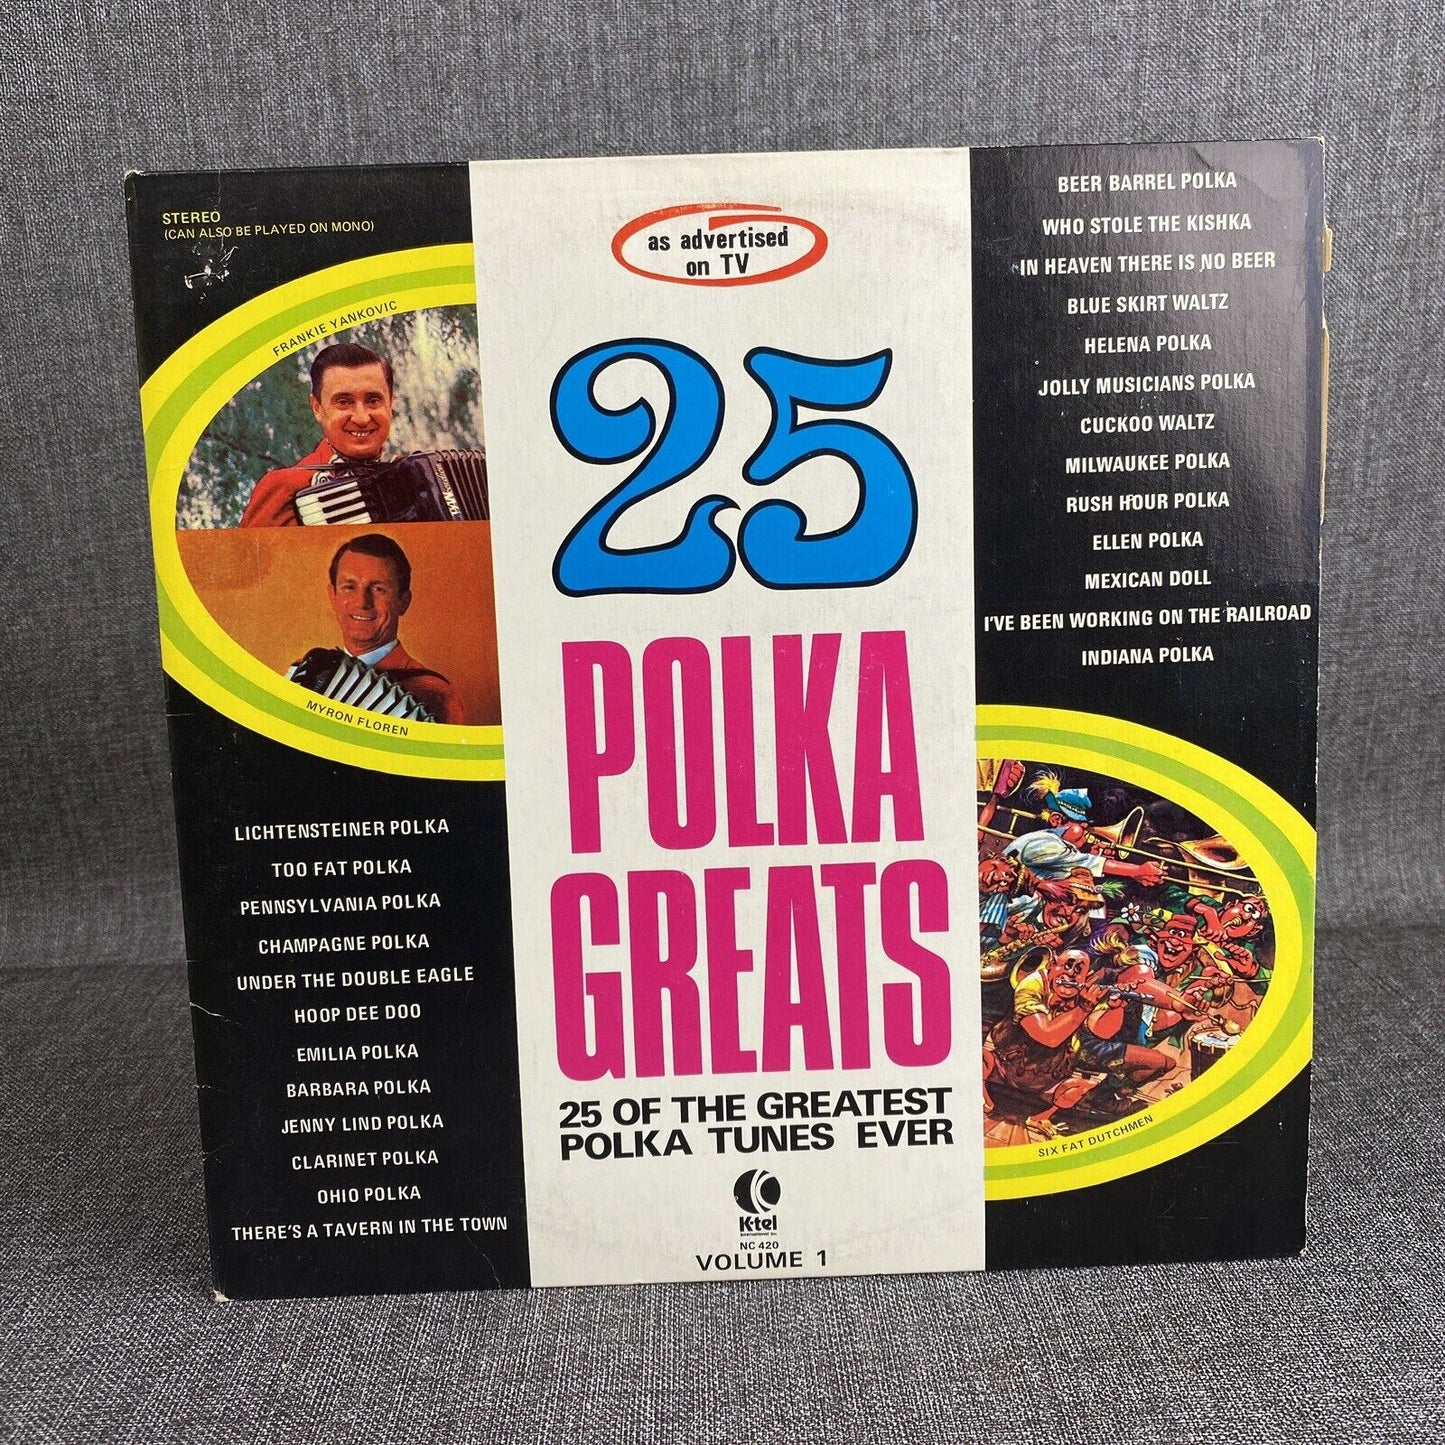 STEREO
(CAN ALSO BE PLAYED ON MONO)
FRANKIE YANKOVIC
MYRON FLOREN
LICHTENSTEINER POLKA
TOO FAT POLKA
PENNSYLVANIA POLKA
CHAMPAGNE POLKA
UNDER THE DOUBLE EAGLE
HOOP DEE DOO
EMILIA POLKA
BARBARA POLKA
JENNY LIND POLKA
CLARINET POLKA
OHIO POLKA
THERE'S A TAVERN IN THE TOWN
as advertised
on TV
25
POLKA
GREATS
25 OF THE GREATEST
POLKA TUNES EVER
K-tel
International Inc.
NC 420
VOLUME 1
BEER BARREL POLKA
WHO STOLE THE KISHKA
IN HEAVEN THERE IS NO BEER
BLUE SKIRT WALTZ
HELENA POLKA
JOLLY MUSICIANS POLKA
CUCKOO WALTZ
MILWAUKEE POLKA
RUSH HOUR POLKA
ELLEN POLKA
MEXICAN DOLL
I'VE BEEN WORKING ON THE RAILROAD
INDIANA POLKA
SIX FAT DUTCHMEN